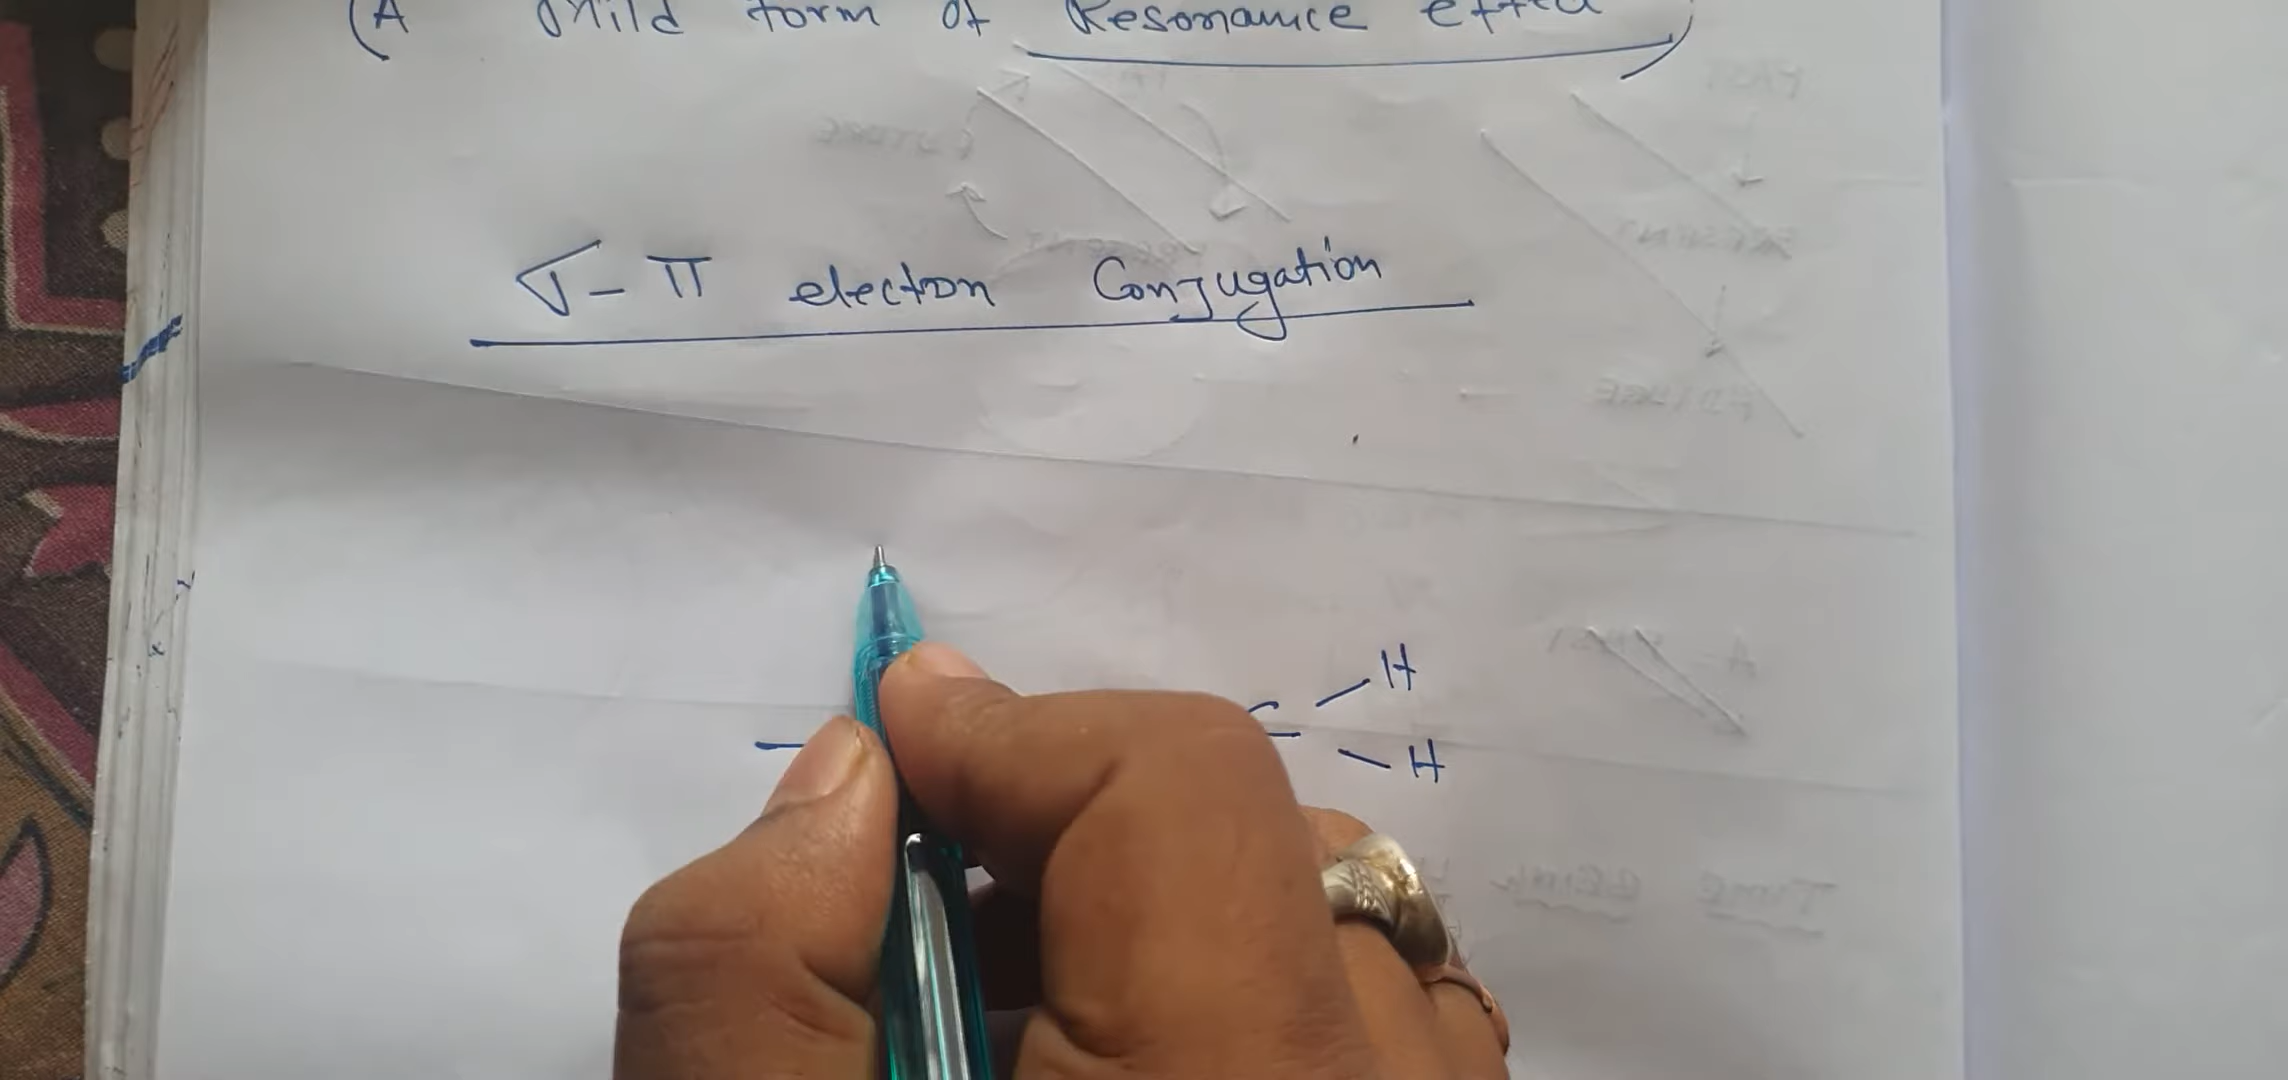 (A Mild form of Resonance effect)
σ-π electron Conjugation
C - H
- H